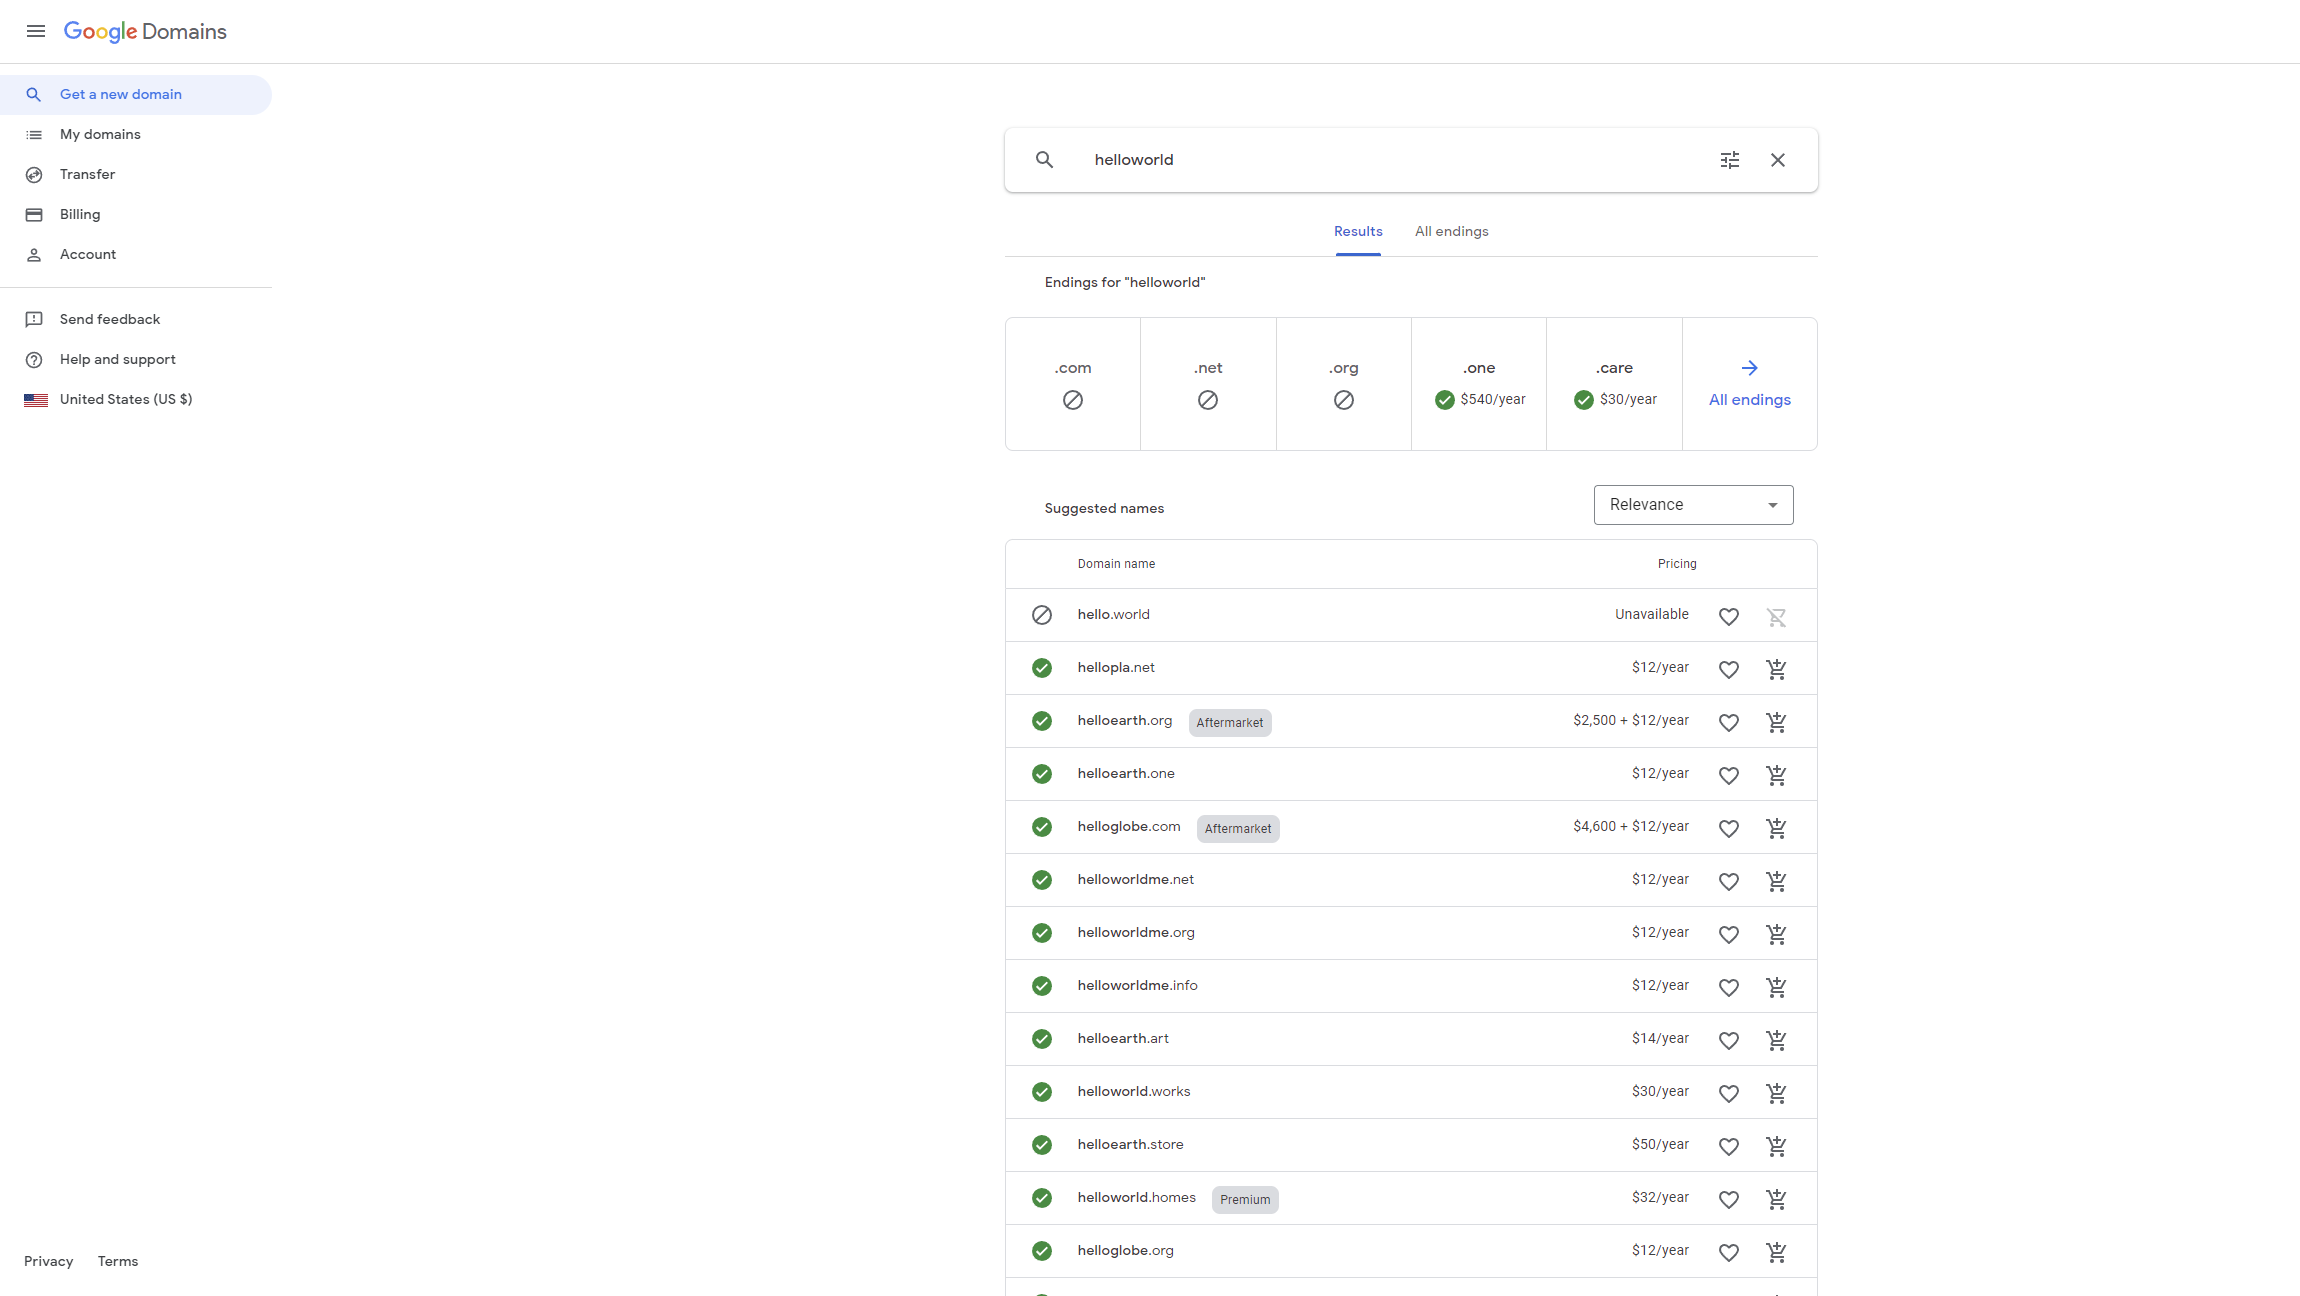 Google Domains
Get a new domain
My domains
Transfer
Billing
Account
Send feedback
Help and support
United States (US $)
Privacy Terms
helloworld
Results All endings
Endings for "helloworld"
.com
.net
.org
.one
$540/year
.care
$30/year
All endings
Suggested names
Relevance
Domain name Pricing
hello.world Unavailable
hellopla.net $12/year
helloearth.org Aftermarket $2,500 + $12/year
helloearth.one $12/year
helloglobe.com Aftermarket $4,600 + $12/year
helloworldme.net $12/year
helloworldme.org $12/year
helloworldme.info $12/year
helloearth.art $14/year
helloworld.works $30/year
helloearth.store $50/year
helloworld.homes Premium $32/year
helloglobe.org $12/year